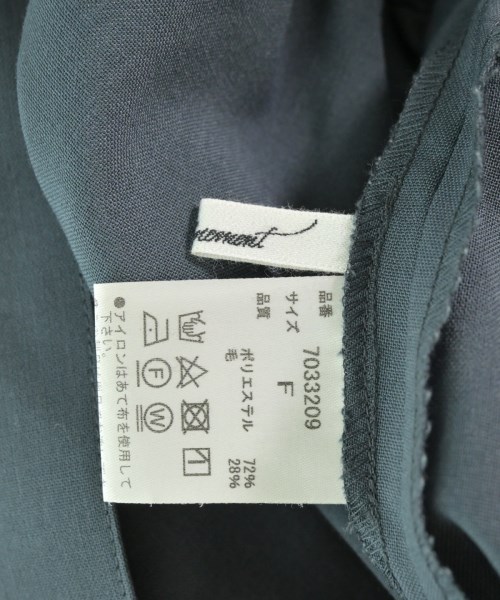 moment
品番 7033209
サイズ F
品質
ポリエステル 72%
毛 28%
F
W
●アイロンはあて布を使用して
下さい。